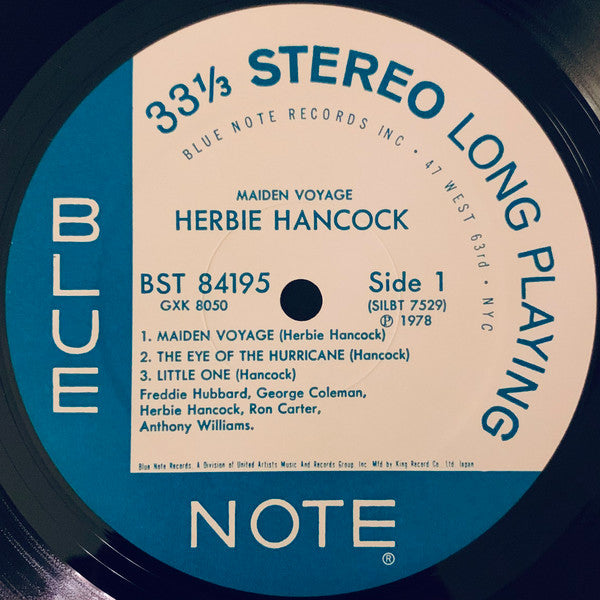 33⅓ STEREO LONG PLAYING
BLUE NOTE RECORDS INC • 47 WEST 63rd • NYC
MAIDEN VOYAGE
HERBIE HANCOCK
BST 84195 Side 1
GXK 8050 (SILBT 7529)
℗ 1978
1. MAIDEN VOYAGE (Herbie Hancock)
2. THE EYE OF THE HURRICANE (Hancock)
3. LITTLE ONE (Hancock)
Freddie Hubbard, George Coleman,
Herbie Hancock, Ron Carter,
Anthony Williams.
Blue Note Records. A Division of United Artists Music And Records Group. Inc. Mfd by King Record Co. Ltd. Japan
BLUE
NOTE®